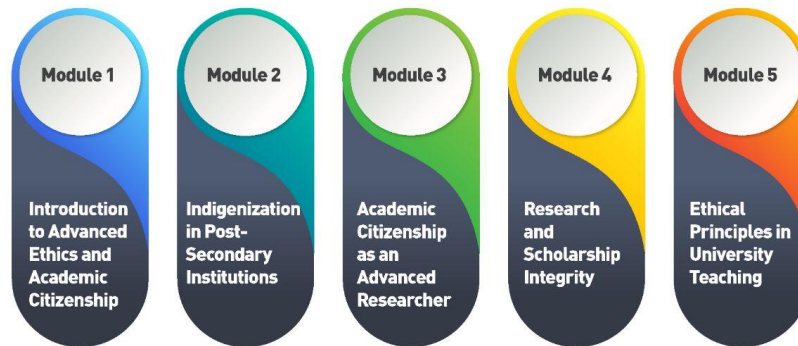 Module 1
Introduction
to Advanced
Ethics and
Academic
Citizenship
Module 2
Indigenization
in Post-
Secondary
Institutions
Module 3
Academic
Citizenship
as an
Advanced
Researcher
Module 4
Research
and
Scholarship
Integrity
Module 5
Ethical
Principles in
University
Teaching